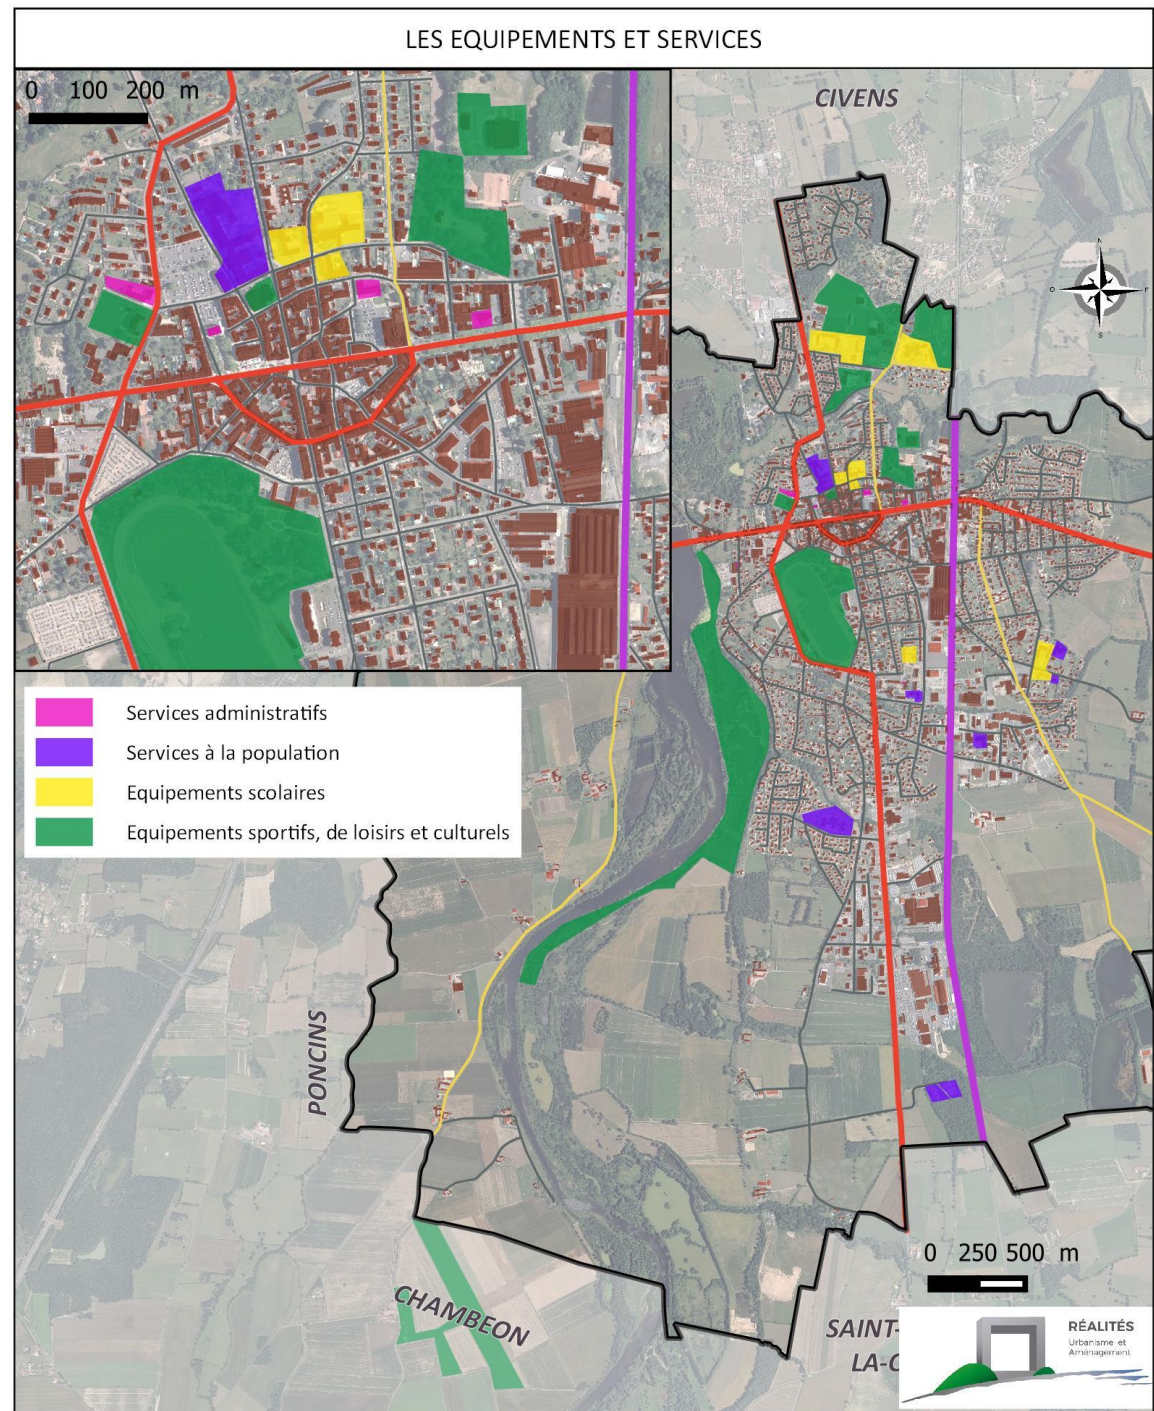 LES EQUIPEMENTS ET SERVICES
0 100 200 m
CIVENS
N
O
E
S
Services administratifs
Services à la population
Equipements scolaires
Equipements sportifs, de loisirs et culturels
PONCINS
CHAMBEON
0 250 500 m
SAINT-
LA-C
RÉALITÉS
Urbanisme et
Aménagement